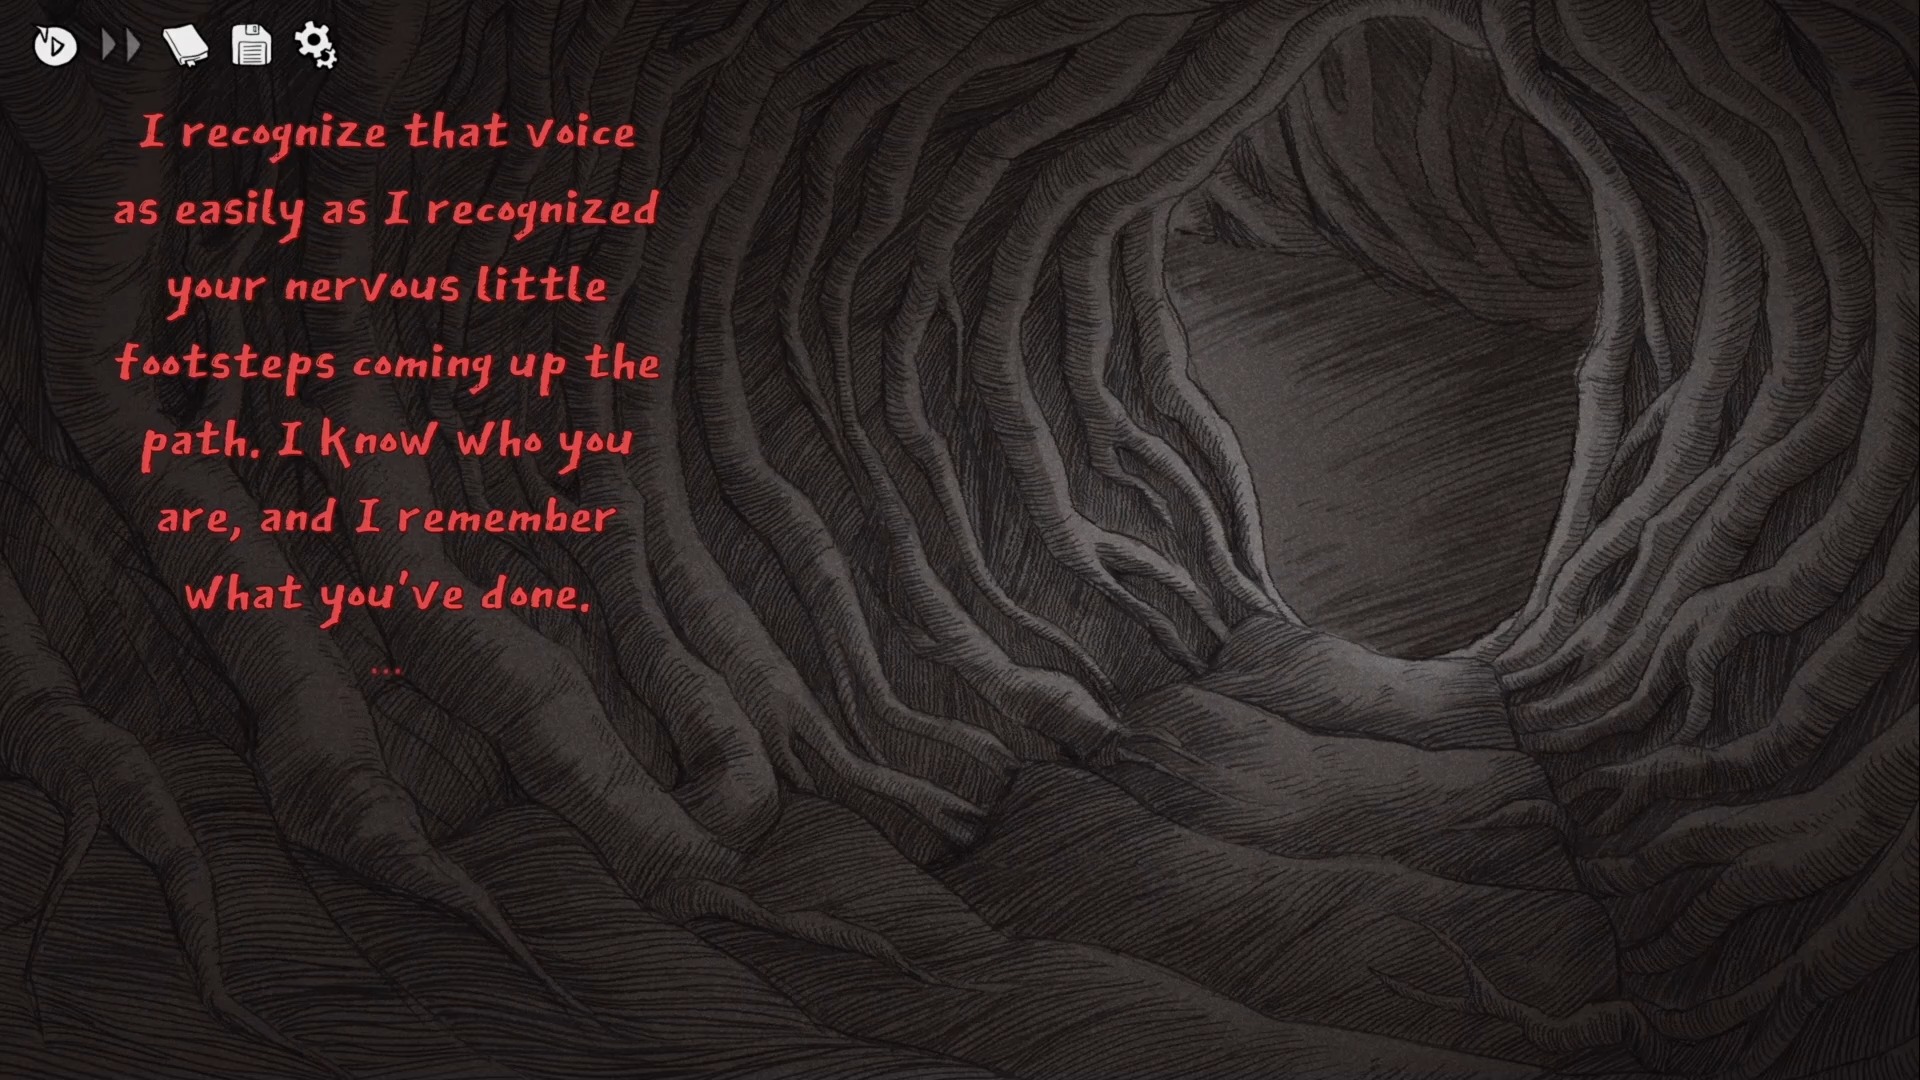 I recognize that voice
as easily as I recognized
your nervous little
footsteps coming up the
path. I know who you
are, and I remember
what you've done.
...